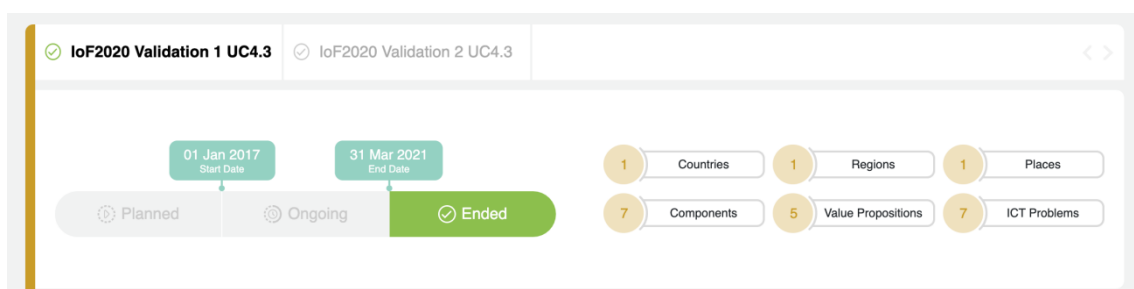 IoF2020 Validation 1 UC4.3
IoF2020 Validation 2 UC4.3
01 Jan 2017
Start Date
31 Mar 2021
End Date
Planned
Ongoing
Ended
1 Countries
1 Regions
1 Places
7 Components
5 Value Propositions
7 ICT Problems